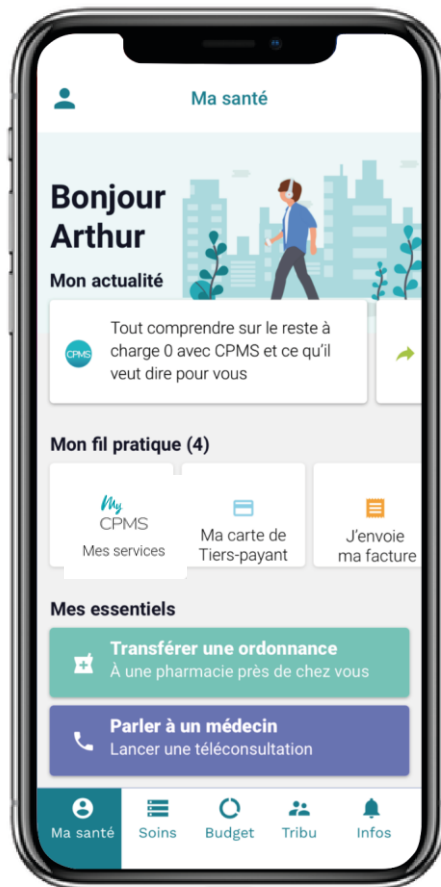 Ma santé
Bonjour
Arthur
Mon actualité
CPMS
Tout comprendre sur le reste à
charge 0 avec CPMS et ce qu'il
veut dire pour vous
Mon fil pratique (4)
My
CPMS
Mes services
Ma carte de
Tiers-payant
J'envoie
ma facture
Mes essentiels
Transférer une ordonnance
À une pharmacie près de chez vous
Parler à un médecin
Lancer une téléconsultation
Ma santé
Soins
Budget
Tribu
Infos